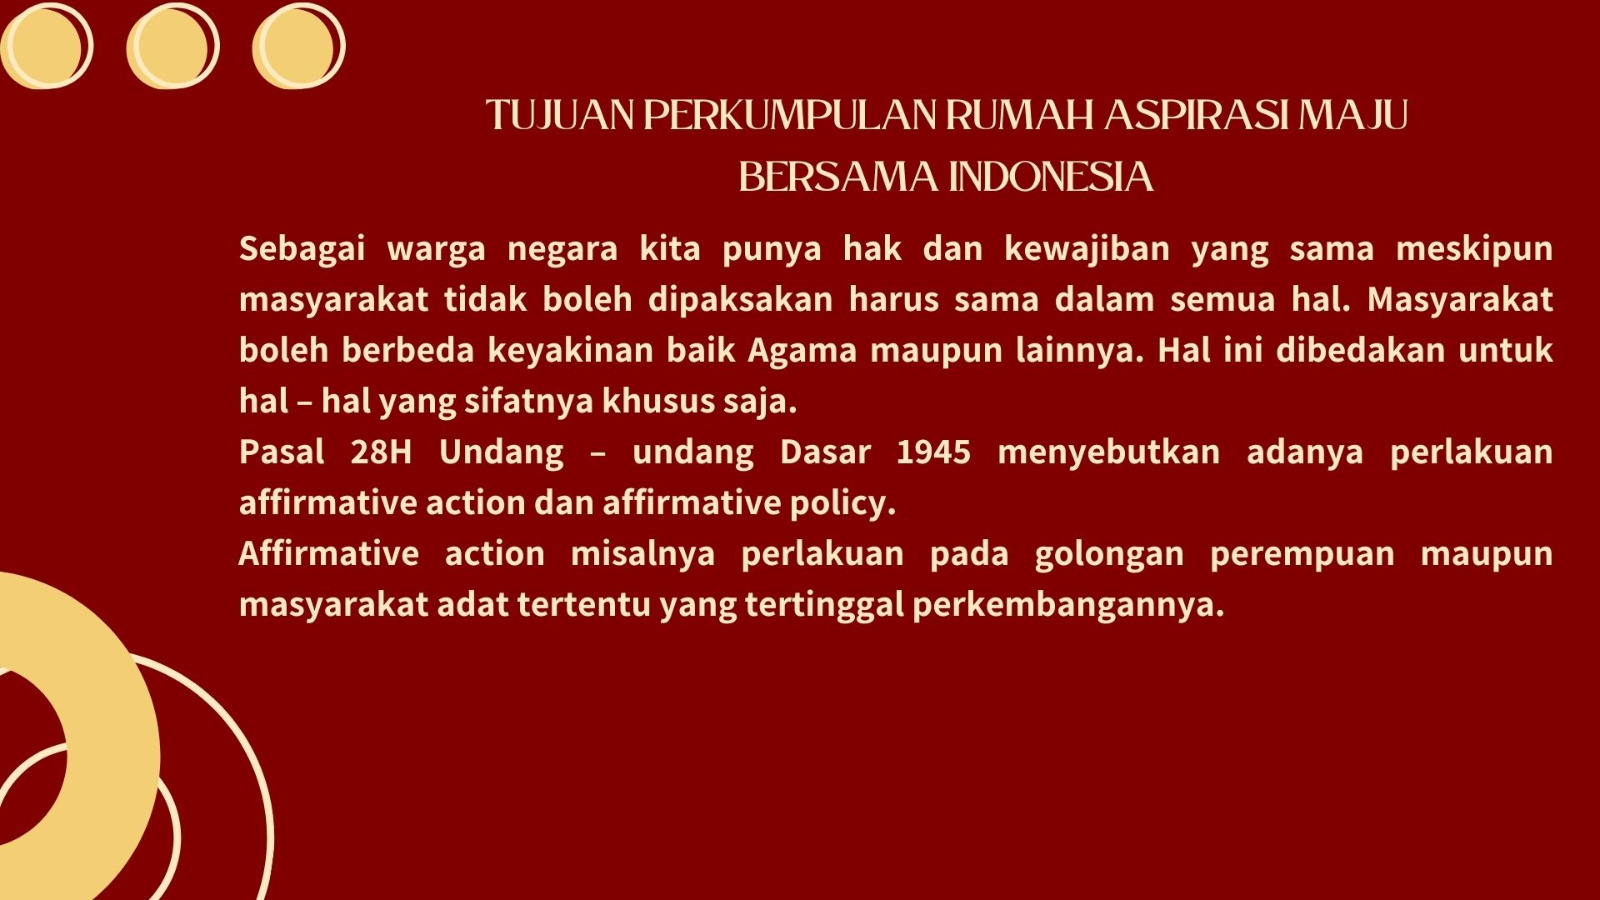 TUJUAN PERKUMPULAN RUMAH ASPIRASI MAJU
BERSAMA INDONESIA
Sebagai warga negara kita punya hak dan kewajiban yang sama meskipun
masyarakat tidak boleh dipaksakan harus sama dalam semua hal. Masyarakat
boleh berbeda keyakinan baik Agama maupun lainnya. Hal ini dibedakan untuk
hal – hal yang sifatnya khusus saja.
Pasal 28H Undang – undang Dasar 1945 menyebutkan adanya perlakuan
affirmative action dan affirmative policy.
Affirmative action misalnya perlakuan pada golongan perempuan maupun
masyarakat adat tertentu yang tertinggal perkembangannya.